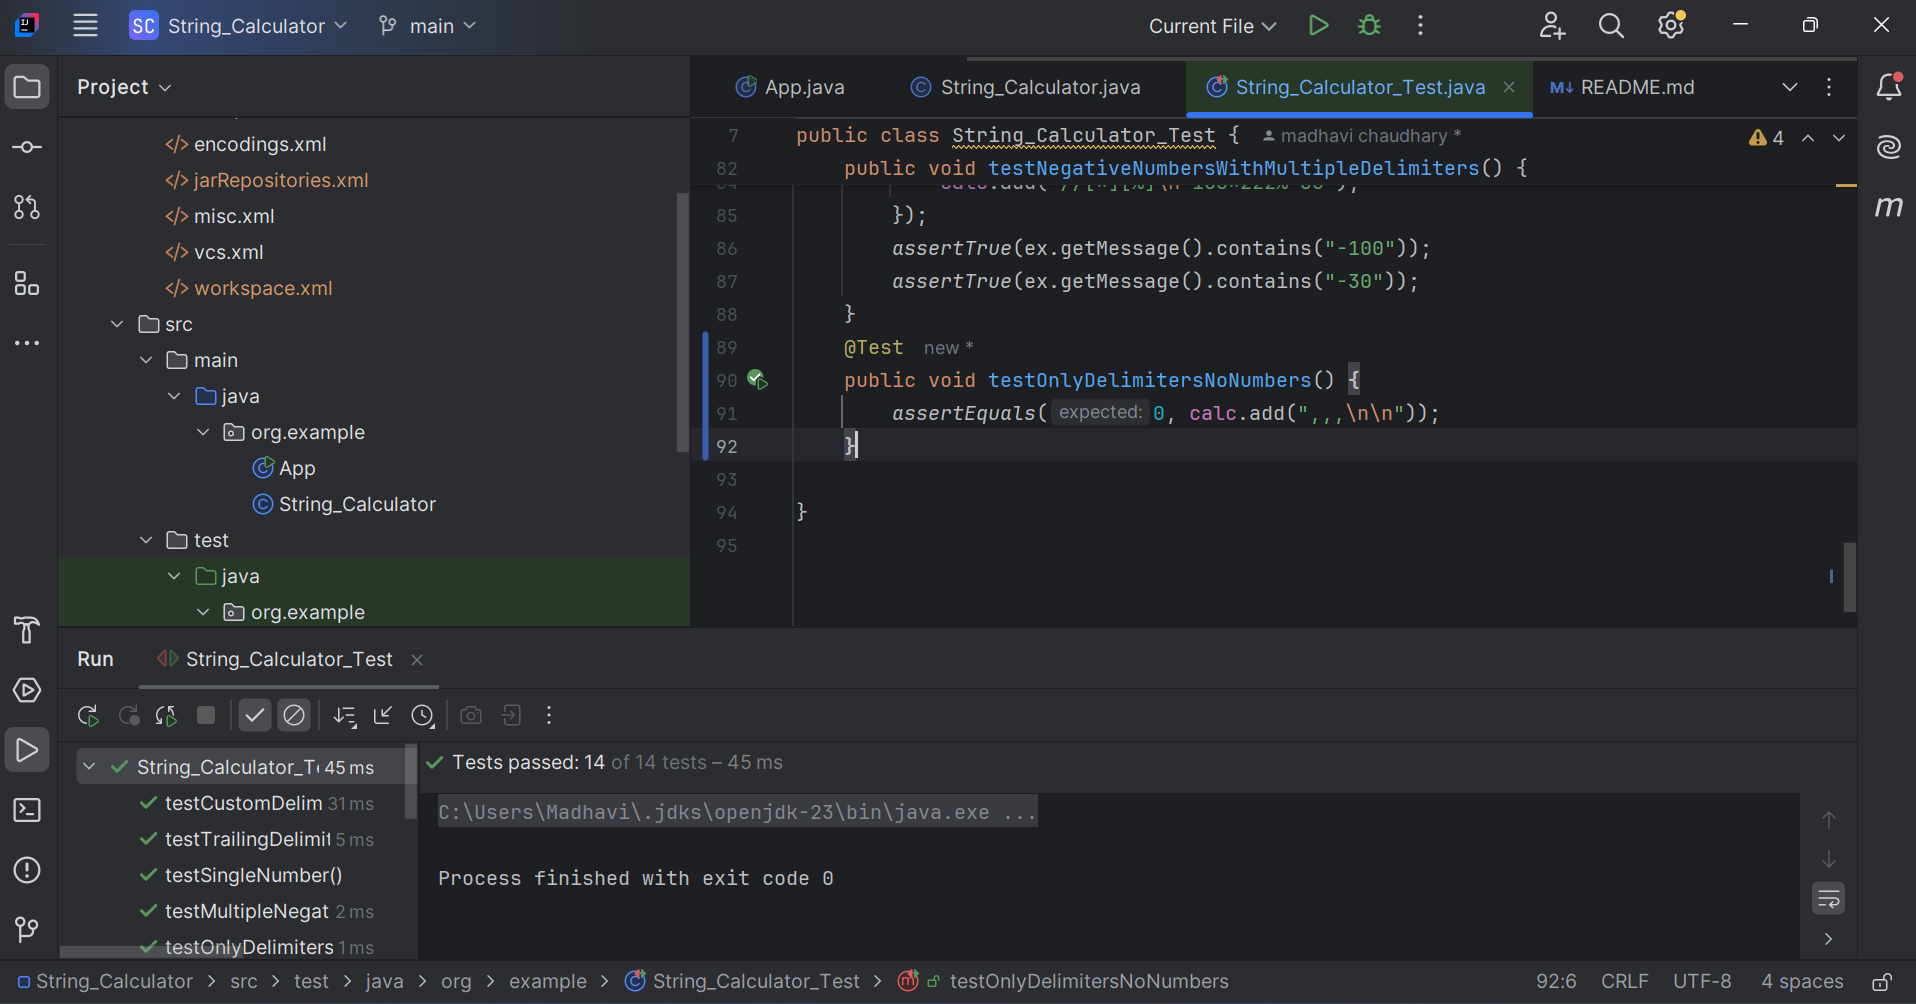 SC String_Calculator main Current File
Project
App.java String_Calculator.java String_Calculator_Test.java M↓ README.md
encodings.xml
jarRepositories.xml
misc.xml
vcs.xml
workspace.xml
src
main
java
org.example
App
String_Calculator
test
java
org.example
7 public class String_Calculator_Test { madhavi chaudhary *
4
82 public void testNegativeNumbersWithMultipleDelimiters() {
85 });
86 assertTrue(ex.getMessage().contains("-100"));
87 assertTrue(ex.getMessage().contains("-30"));
88 }
89 @Test new *
90 public void testOnlyDelimitersNoNumbers() {
91 assertEquals( expected: 0, calc.add(",,,\n\n"));
92 }
93
94 }
95
m
Run String_Calculator_Test
String_Calculator_T 45 ms
testCustomDelim 31 ms
testTrailingDelimit 5 ms
testSingleNumber()
testMultipleNegat 2 ms
testOnlyDelimiters 1 ms
Tests passed: 14 of 14 tests – 45 ms
C:\Users\Madhavi\.jdks\openjdk-23\bin\java.exe ...
Process finished with exit code 0
String_Calculator > src > test > java > org > example > String_Calculator_Test > testOnlyDelimitersNoNumbers 92:6 CRLF UTF-8 4 spaces